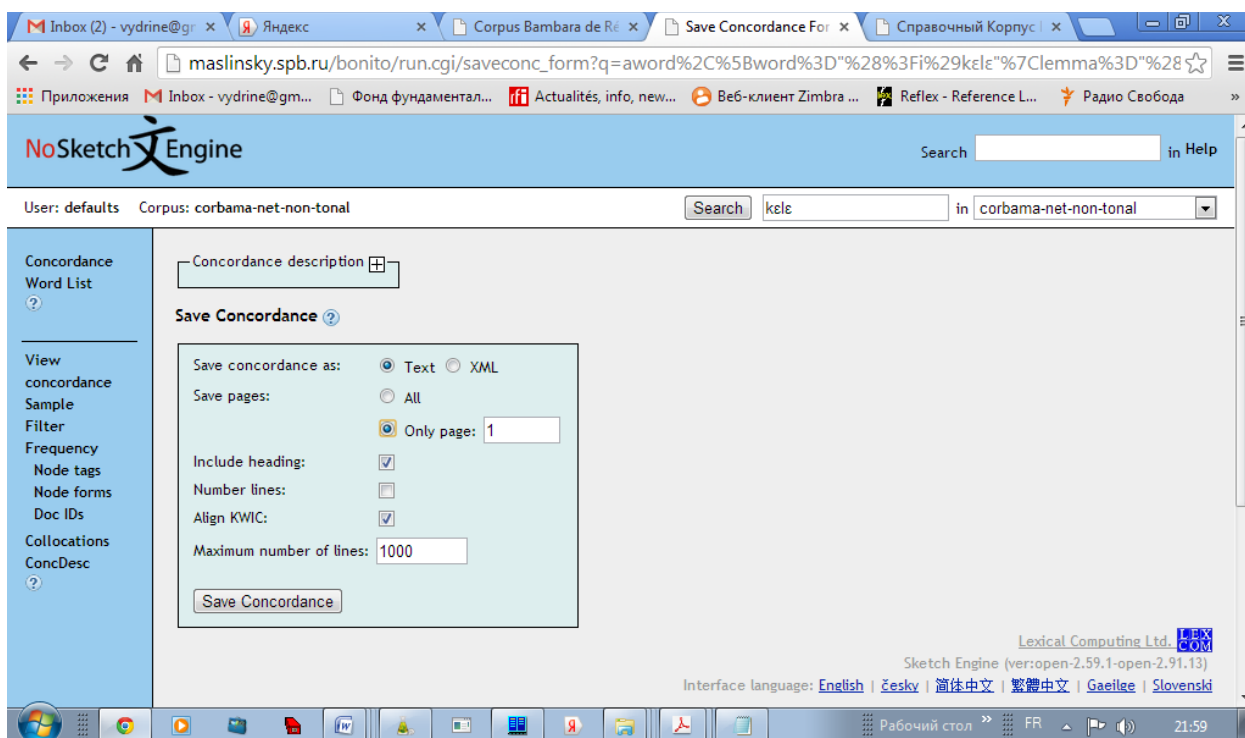 Inbox (2) - vydrine@gr Яндекс Corpus Bambara de Ré Save Concordance For Справочный Корпус
maslinsky.spb.ru/bonito/run.cgi/saveconc_form?q=aword%2C%5Bword%3D"%28%3Fi%29kɛlɛ"%7Clemma%3D"%28
Приложения Inbox - vydrine@gm... Фонд фундаментал... Actualités, info, new... Веб-клиент Zimbra ... Reflex - Reference L... Радио Свобода »
NoSketch Engine Search in Help
User: defaults Corpus: corbama-net-non-tonal Search kɛlɛ in corbama-net-non-tonal
Concordance
Word List
View
concordance
Sample
Filter
Frequency
Node tags
Node forms
Doc IDs
Collocations
ConcDesc
Concordance description
Save Concordance
Save concordance as: Text XML
Save pages: All
Only page: 1
Include heading:
Number lines:
Align KWIC:
Maximum number of lines: 1000
Save Concordance
Lexical Computing Ltd. LEX COM
Sketch Engine (ver:open-2.59.1-open-2.91.13)
Interface language: English | česky | 简体中文 | 繁體中文 | Gaeilge | Slovenski
Рабочий стол » FR 21:59